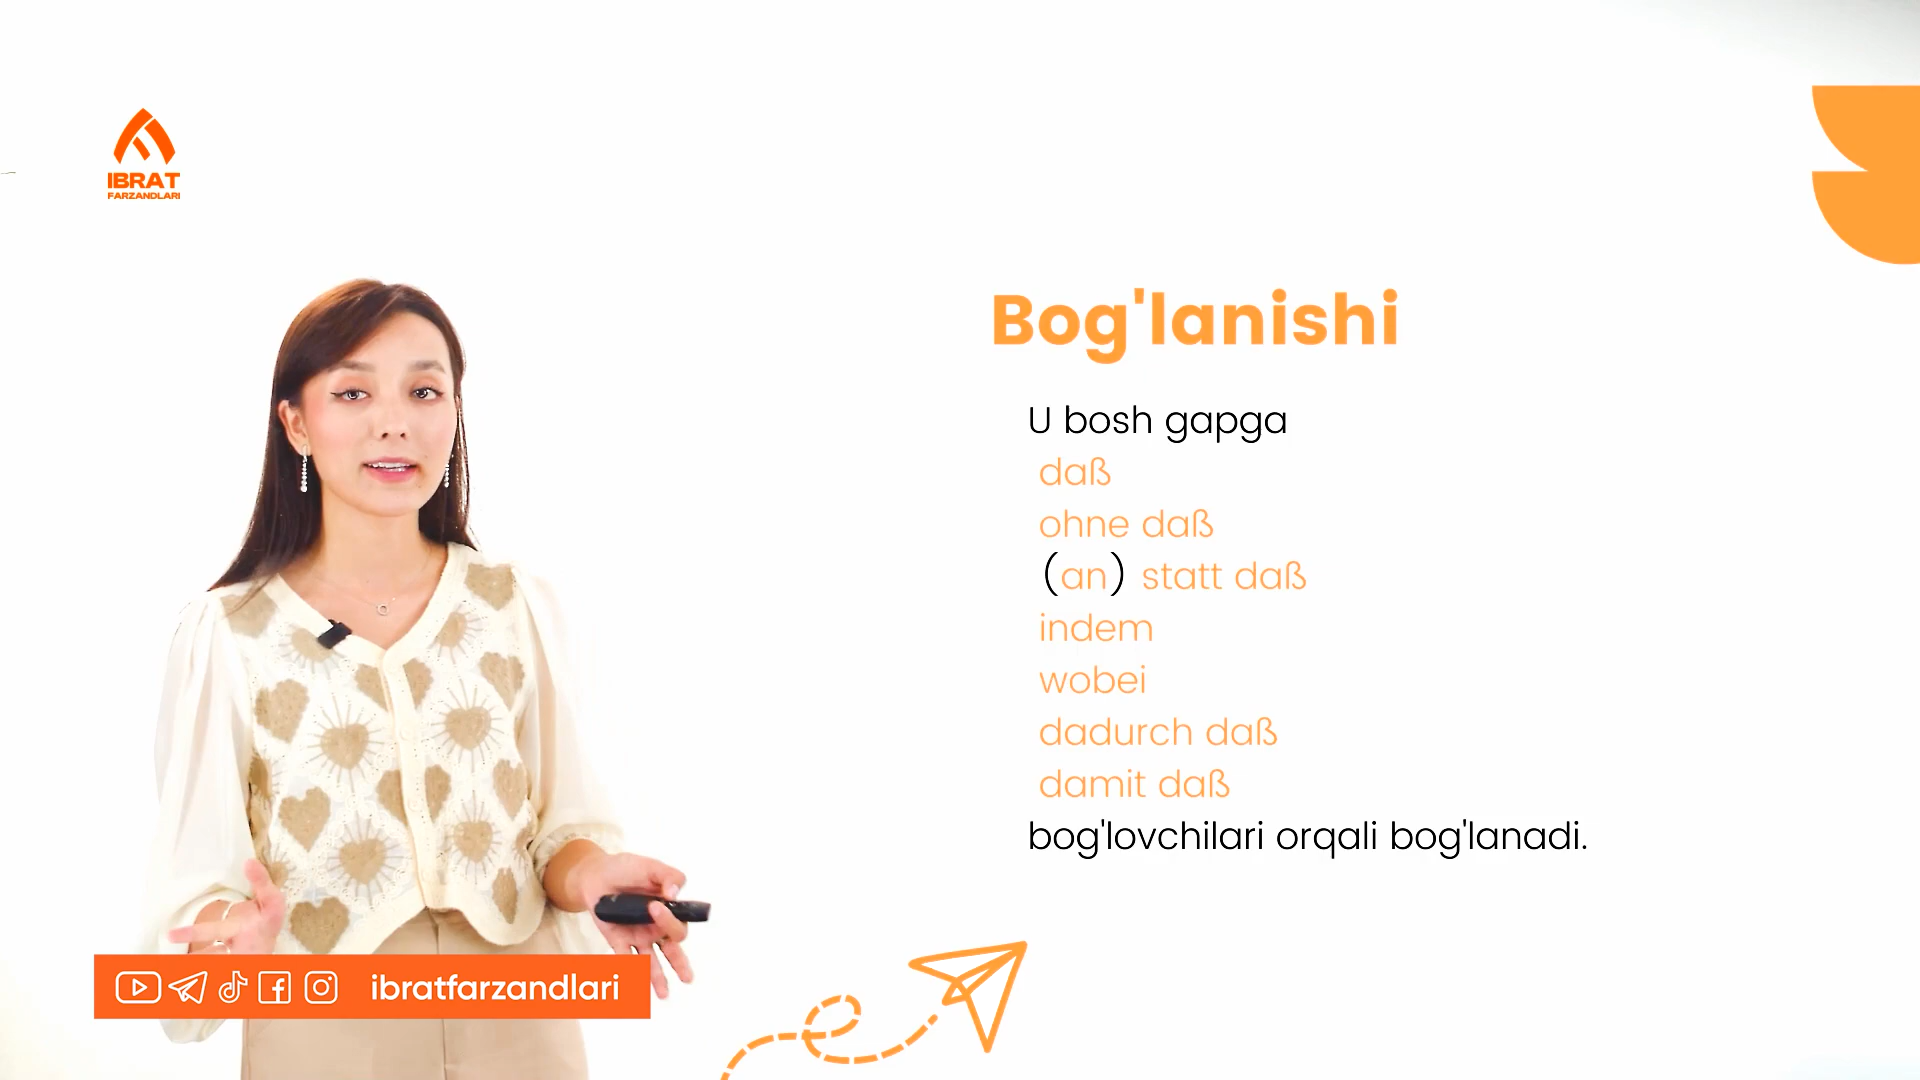 IBRAT
FARZANDLARI
Bog'lanishi
U bosh gapga
daß
ohne daß
(an) statt daß
indem
wobei
dadurch daß
damit daß
bog'lovchilari orqali bog'lanadi.
ibratfarzandlari